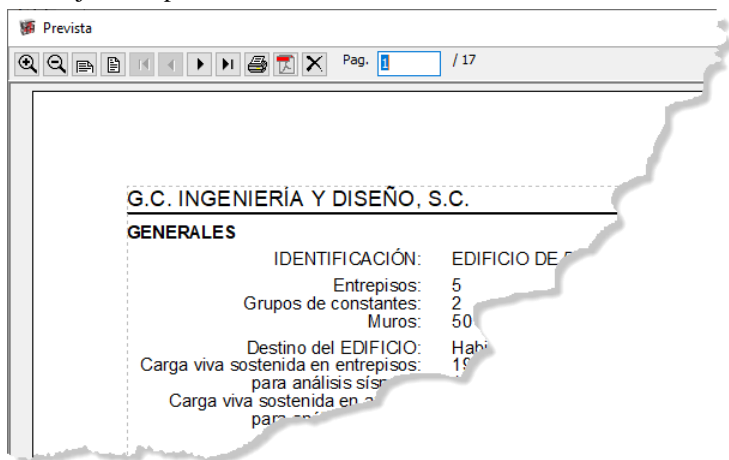 Prevista
Pag. 1 / 17
G.C. INGENIERÍA Y DISEÑO, S.C.
GENERALES
IDENTIFICACIÓN: EDIFICIO DE
Entrepisos: 5
Grupos de constantes: 2
Muros: 50
Destino del EDIFICIO:
Carga viva sostenida en entrepisos:
para análisis
Carga viva sostenida en